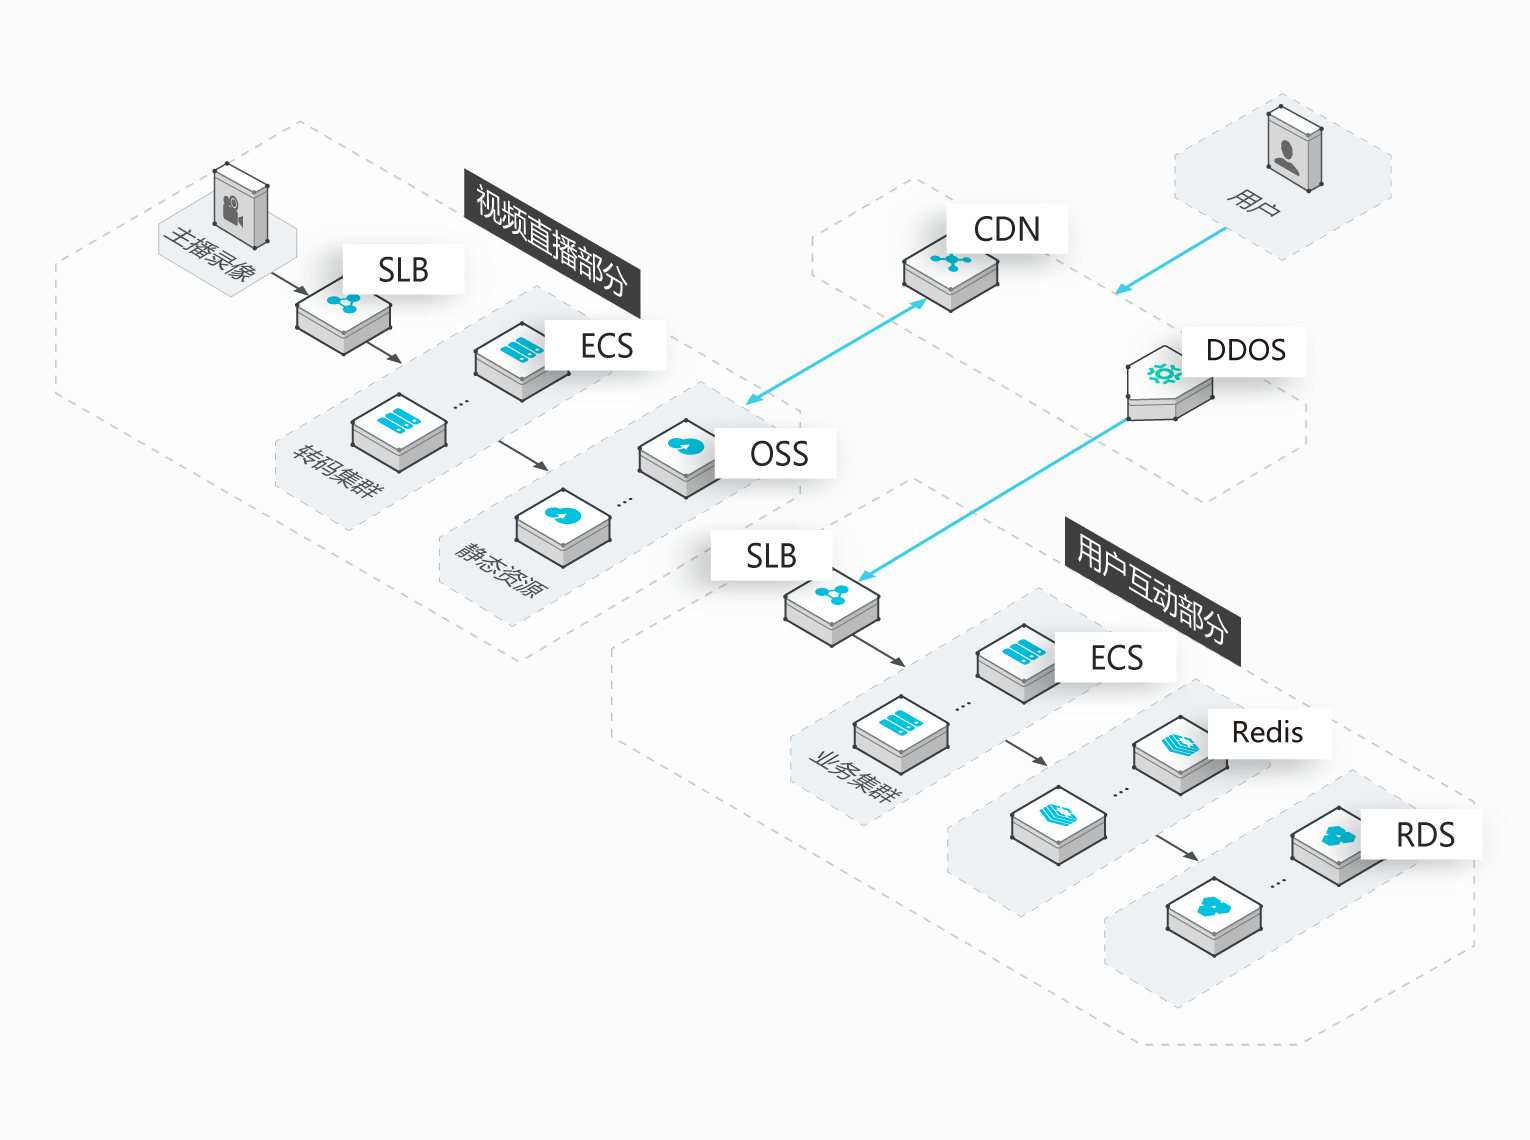 用户
CDN
视频直播部分
主播录像
SLB
ECS
DDOS
转码集群
OSS
静态资源
SLB
用户互动部分
ECS
业务集群
Redis
RDS